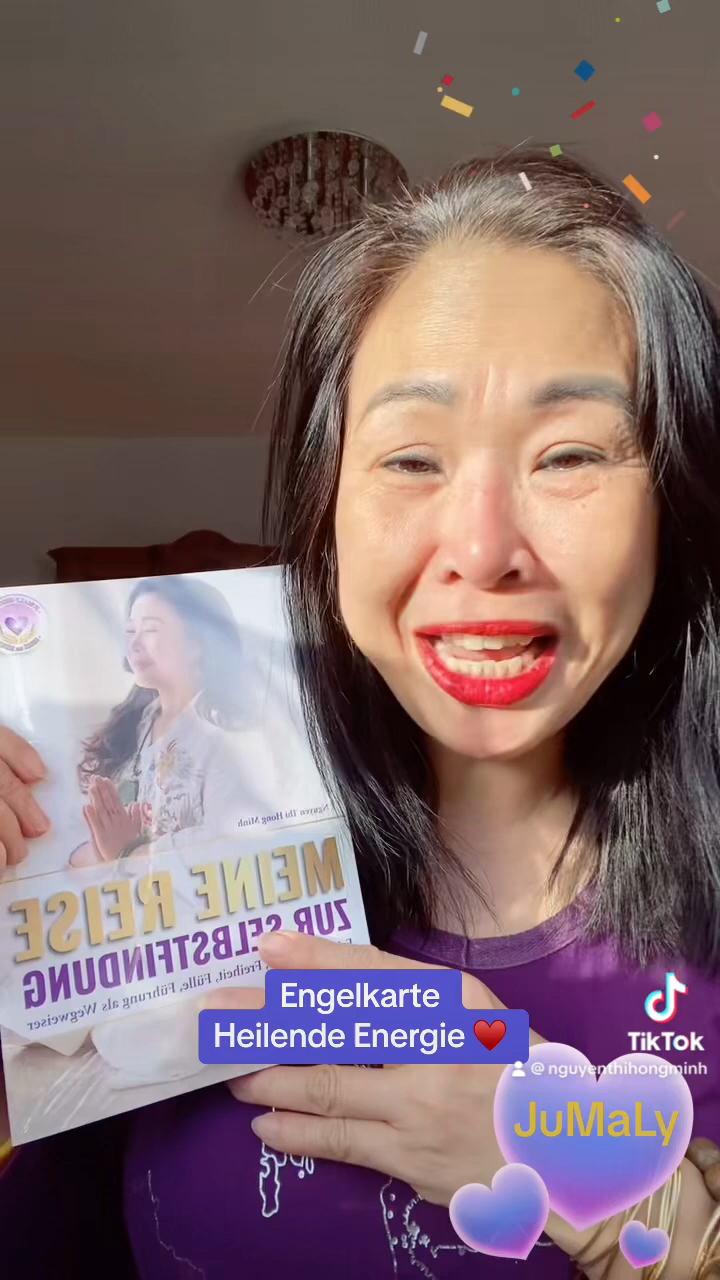 Nguyen Thi Hong Minh
MEINE REISE
ZUR SELBSTFINDUNG
Freiheit, Fülle, Führung als Wegweiser
Engelkarte
Heilende Energie ♥️
TikTok
@nguyenthihongminh
JuMaLy